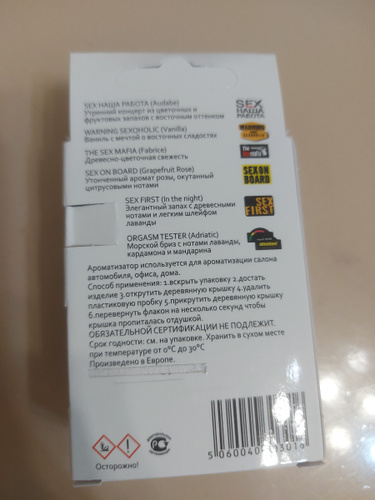 SEX НАША РАБОТА (Audabe)
Утренний концерт из цветочных и
фруктовых запахов с восточным оттенком
SEX
НАША
РАБОТА
WARNING SEXOHOLIC (Vanilla)
Ваниль с мечтой о восточных сладостях
WARNING
THE SEX MAFIA (Fabrice)
Древесно-цветочная свежесть
SEX ON BOARD (Grapefruit Rose)
Утонченный аромат розы, окутанный
цитрусовыми нотами
SEX ON
BOARD
SEX FIRST (In the night)
Элегантный запах с древесными
нотами и легким шлейфом
лаванды
SEX
FIRST
ORGASM TESTER (Adriatic)
Морской бриз с нотами лаванды,
кардамона и мандарина
Ароматизатор используется для ароматизации салона
автомобиля, офиса, дома.
Способ применения: 1.вскрыть упаковку 2.достать
изделие 3.открутить деревянную крышку 4.удалить
пластиковую пробку 5.прикрутить деревянную крышку
6.перевернуть флакон на несколько секунд чтобы
крышка пропиталась отдушкой.
ОБЯЗАТЕЛЬНОЙ СЕРТИФИКАЦИИ НЕ ПОДЛЕЖИТ.
Срок годности: см. на упаковке. Хранить в сухом месте
при температуре от 0°C до 30°C
Произведено в Европе.
Осторожно!